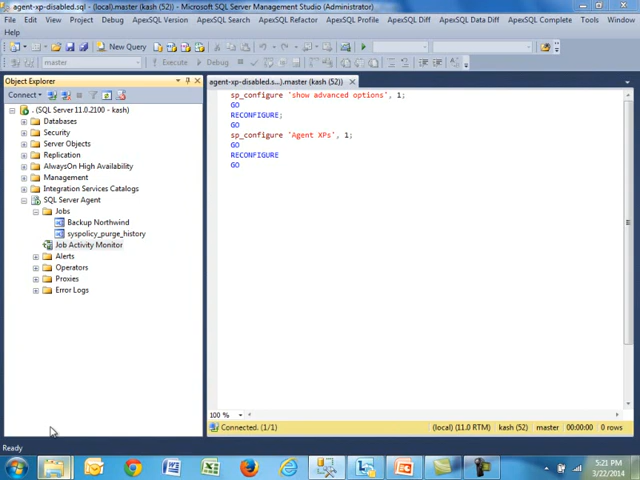 agent-xp-disabled.sql - (local).master (kash (52)) - Microsoft SQL Server Management Studio (Administrator)
File Edit View Project Debug ApexSQL Version ApexSQL Search ApexSQL Refactor ApexSQL Profile ApexSQL Diff ApexSQL Data Diff ApexSQL Complete Tools Window
Help
New Query
master
Execute
Debug
Object Explorer
Connect
. (SQL Server 11.0.2100 - kash)
Databases
Security
Server Objects
Replication
AlwaysOn High Availability
Management
Integration Services Catalogs
SQL Server Agent
Jobs
Backup Northwind
syspolicy_purge_history
Job Activity Monitor
Alerts
Operators
Proxies
Error Logs
agent-xp-disabled.s...).master (kash (52))
sp_configure 'show advanced options', 1;
GO
RECONFIGURE;
GO
sp_configure 'Agent XPs', 1;
GO
RECONFIGURE
GO
100 %
Connected. (1/1)
(local) (11.0 RTM)
kash (52)
master
00:00:00
0 rows
Ready
5:21 PM
3/22/2014